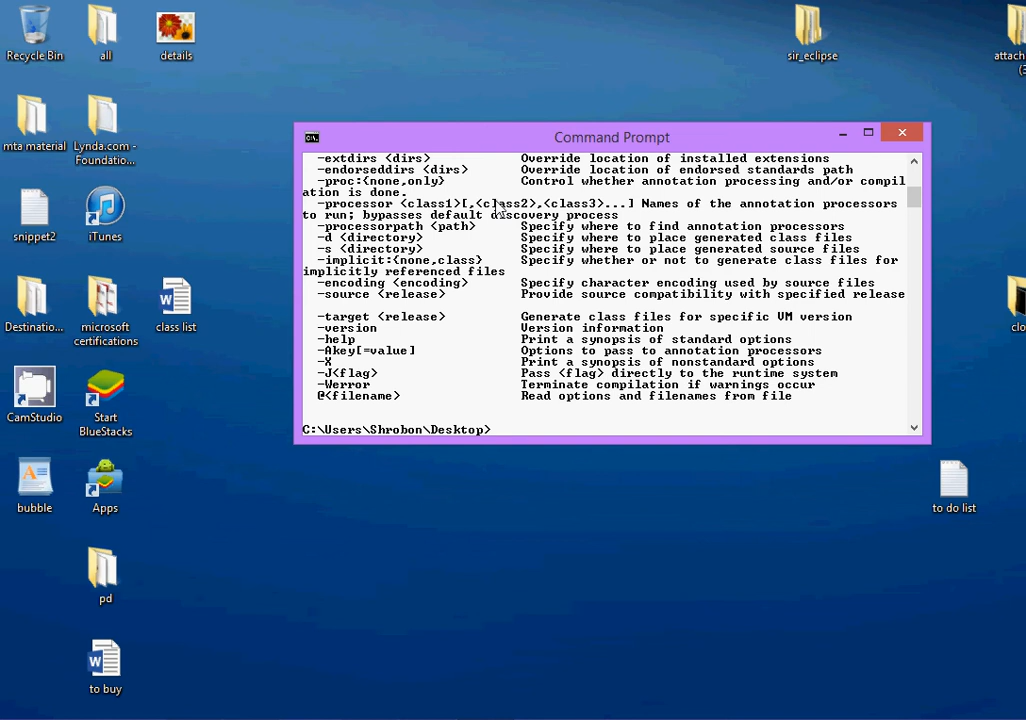 Recycle Bin
all
details
sir_eclipse
attach
(3
mta material
Lynda.com -
Foundatio...
snippet2
iTunes
Destinatio...
microsoft
certifications
class list
clo
CamStudio
Start
BlueStacks
bubble
Apps
to do list
pd
to buy
Command Prompt
-extdirs <dirs> Override location of installed extensions
-endorseddirs <dirs> Override location of endorsed standards path
-proc:{none,only} Control whether annotation processing and/or compil
ation is done.
-processor <class1>[,<class2>,<class3>...] Names of the annotation processors
to run; bypasses default discovery process
-processorpath <path> Specify where to find annotation processors
-d <directory> Specify where to place generated class files
-s <directory> Specify where to place generated source files
-implicit:{none,class} Specify whether or not to generate class files for
implicitly referenced files
-encoding <encoding> Specify character encoding used by source files
-source <release> Provide source compatibility with specified release
-target <release> Generate class files for specific VM version
-version Version information
-help Print a synopsis of standard options
-Akey[=value] Options to pass to annotation processors
-X Print a synopsis of nonstandard options
-J<flag> Pass <flag> directly to the runtime system
-Werror Terminate compilation if warnings occur
@<filename> Read options and filenames from file
C:\Users\Shrobon\Desktop>